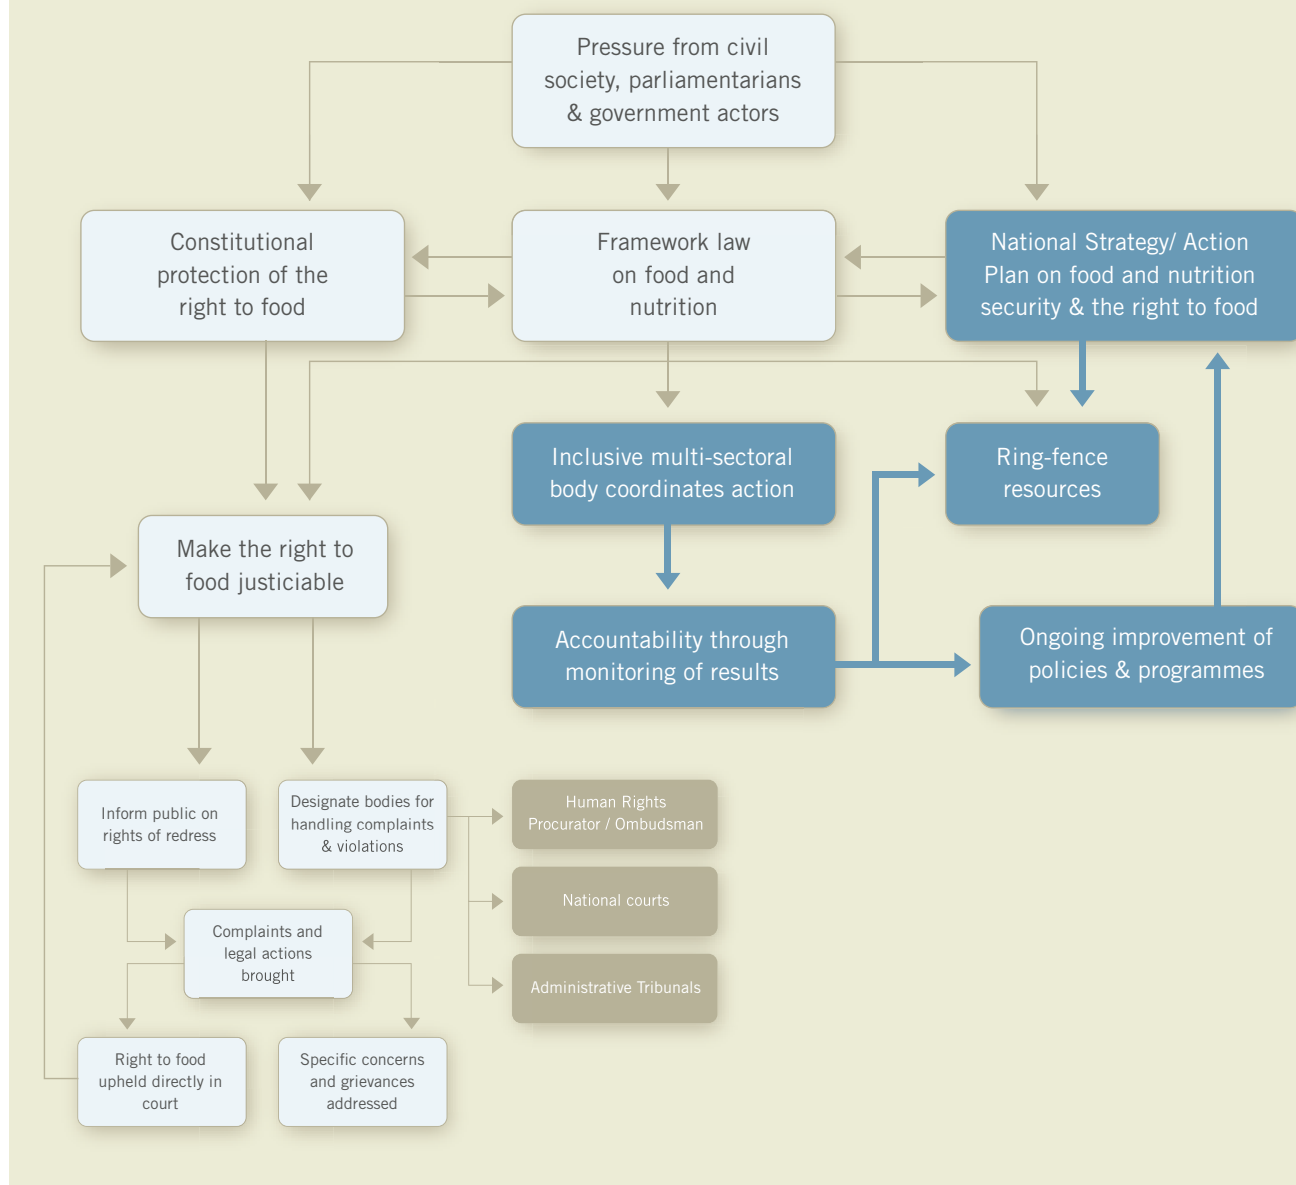 Pressure from civil
society, parliamentarians
& government actors
Constitutional
protection of the
right to food
Framework law
on food and
nutrition
National Strategy/ Action
Plan on food and nutrition
security & the right to food
Inclusive multi-sectoral
body coordinates action
Ring-fence
resources
Make the right to
food justiciable
Accountability through
monitoring of results
Ongoing improvement of
policies & programmes
Inform public on
rights of redress
Designate bodies for
handling complaints
& violations
Human Rights
Procurator / Ombudsman
National courts
Complaints and
legal actions
brought
Administrative Tribunals
Right to food
upheld directly in
court
Specific concerns
and grievances
addressed